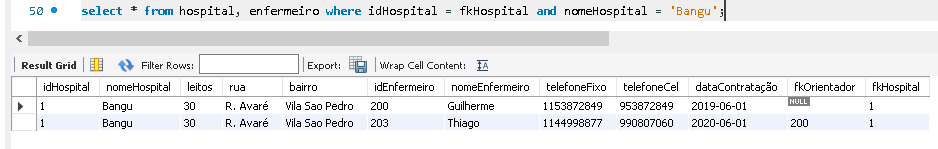 50 select * from hospital, enfermeiro where idHospital = fkHospital and nomeHospital = 'Bangu';
Result Grid Filter Rows: Export: Wrap Cell Content:
idHospital nomeHospital leitos rua bairro idEnfermeiro nomeEnfermeiro telefoneFixo telefoneCel dataContratação fkOrientador fkHospital
1 Bangu 30 R. Avaré Vila Sao Pedro 200 Guilherme 1153872849 953872849 2019-06-01 NULL 1
1 Bangu 30 R. Avaré Vila Sao Pedro 203 Thiago 1144998877 990807060 2020-06-01 200 1